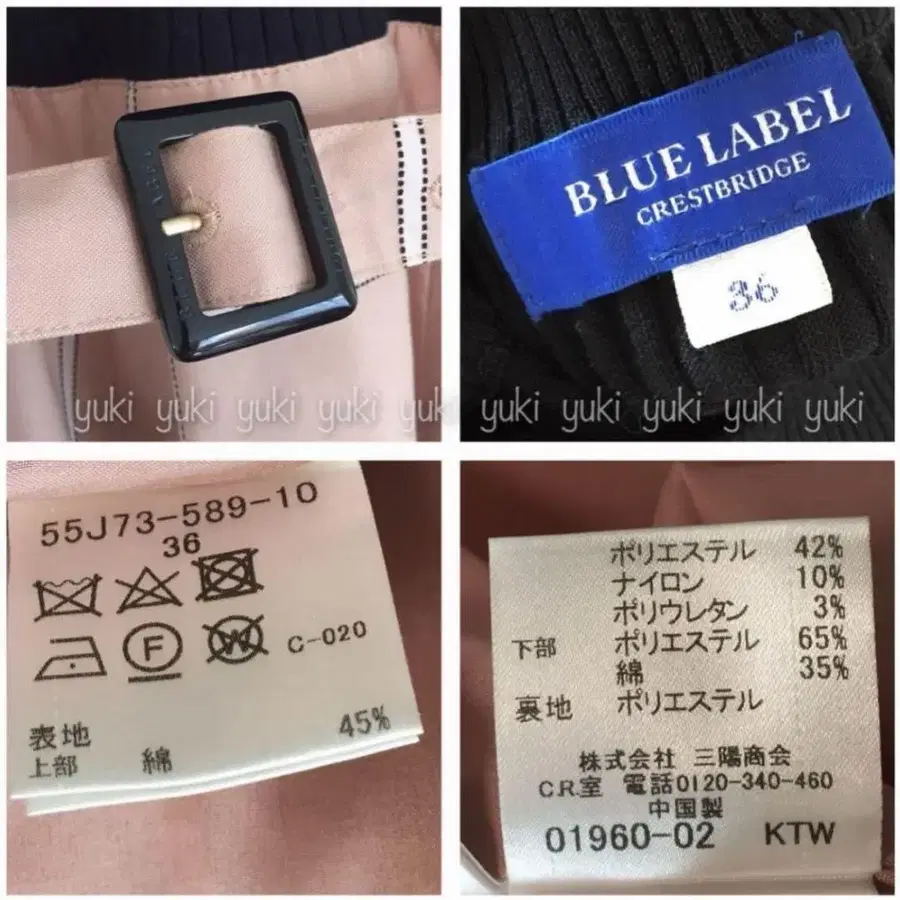 BLUE LABEL
CRESTBRIDGE
36
yuki yuki yuki yuki yuki yuki yuki yuki yuki yuki
55J73-589-10
36
F W C-020
表地
上部 綿 45%
ポリエステル 42%
ナイロン 10%
ポリウレタン 3%
下部 ポリエステル 65%
綿 35%
裏地 ポリエステル
株式会社 三陽商会
C.R.室 電話0120-340-460
中国製
01960-02 KTW